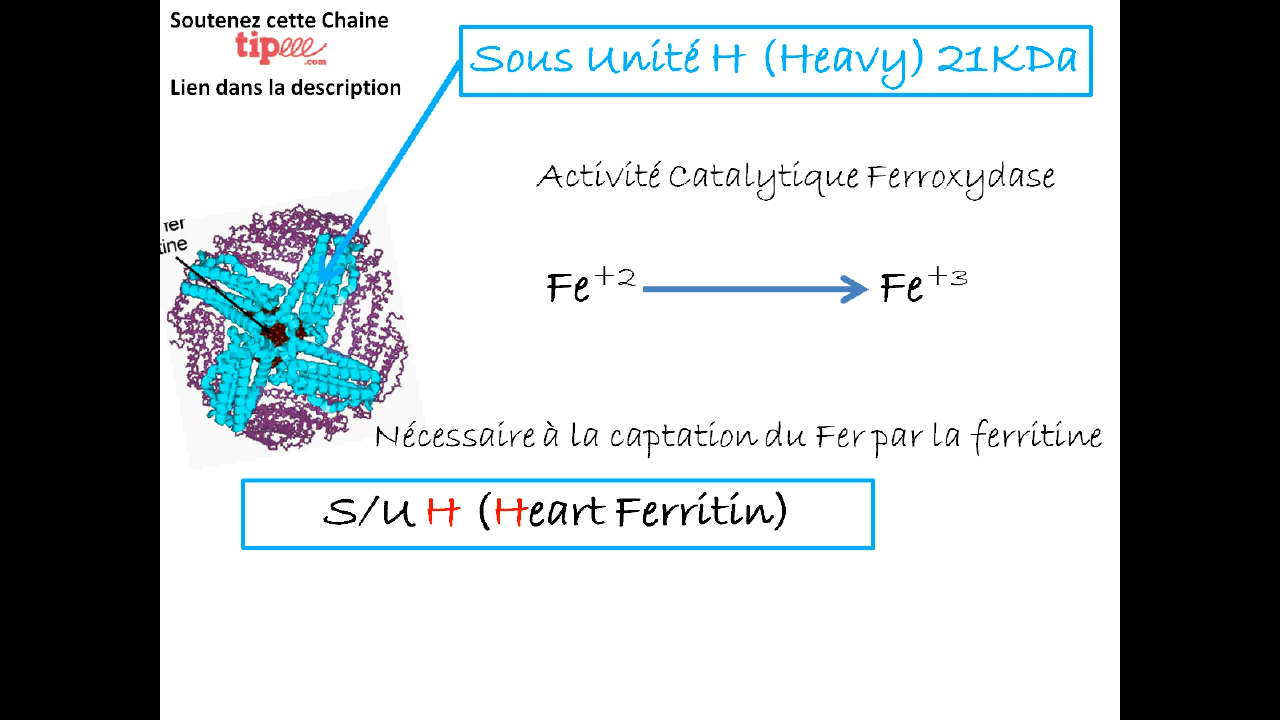 Soutenez cette Chaine
tipeee
.com
Lien dans la description
Sous Unité H (Heavy) 21KDa
Activité Catalytique Ferroxydase
Fe+2 Fe+3
Nécessaire à la captation du Fer par la ferritine
S/U H (Heart Ferritin)